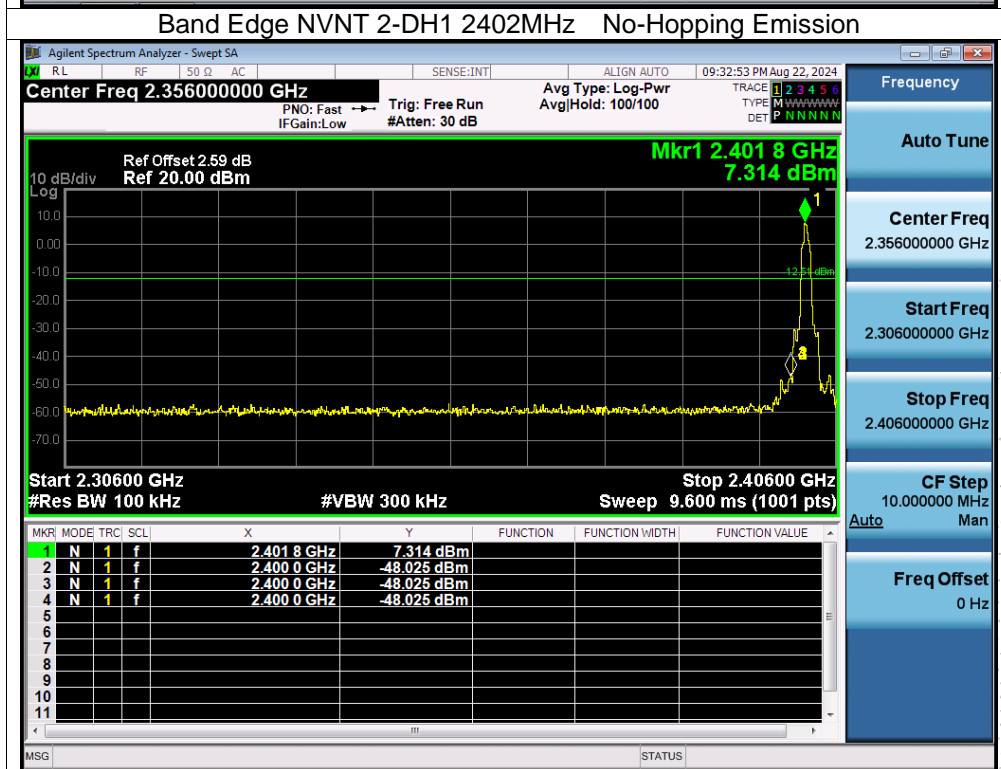 Band Edge NVNT 2-DH1 2402MHz No-Hopping Emission
Agilent Spectrum Analyzer - Swept SA
LXI RL RF 50 Ω AC SENSE:INT ALIGN AUTO 09:32:53 PM Aug 22, 2024
Center Freq 2.356000000 GHz
PNO: Fast
IFGain:Low
Trig: Free Run
#Atten: 30 dB
Avg Type: Log-Pwr
Avg|Hold: 100/100
TRACE 1 2 3 4 5 6
TYPE M WWWWW
DET P N N N N N
Ref Offset 2.59 dB
10 dB/div Ref 20.00 dBm
Log
Mkr1 2.401 8 GHz
7.314 dBm
1
10.0
0.00
-10.0
-20.0
-30.0
-40.0
-50.0
-60.0
-70.0
Start 2.30600 GHz Stop 2.40600 GHz
#Res BW 100 kHz #VBW 300 kHz Sweep 9.600 ms (1001 pts)
MKR MODE TRC SCL X Y FUNCTION FUNCTION WIDTH FUNCTION VALUE
1 N 1 f 2.401 8 GHz 7.314 dBm
2 N 1 f 2.400 0 GHz -48.025 dBm
3 N 1 f 2.400 0 GHz -48.025 dBm
4 N 1 f 2.400 0 GHz -48.025 dBm
5
6
7
8
9
10
11
MSG STATUS
Frequency
Auto Tune
Center Freq
2.356000000 GHz
Start Freq
2.306000000 GHz
Stop Freq
2.406000000 GHz
CF Step
10.000000 MHz
Auto Man
Freq Offset
0 Hz